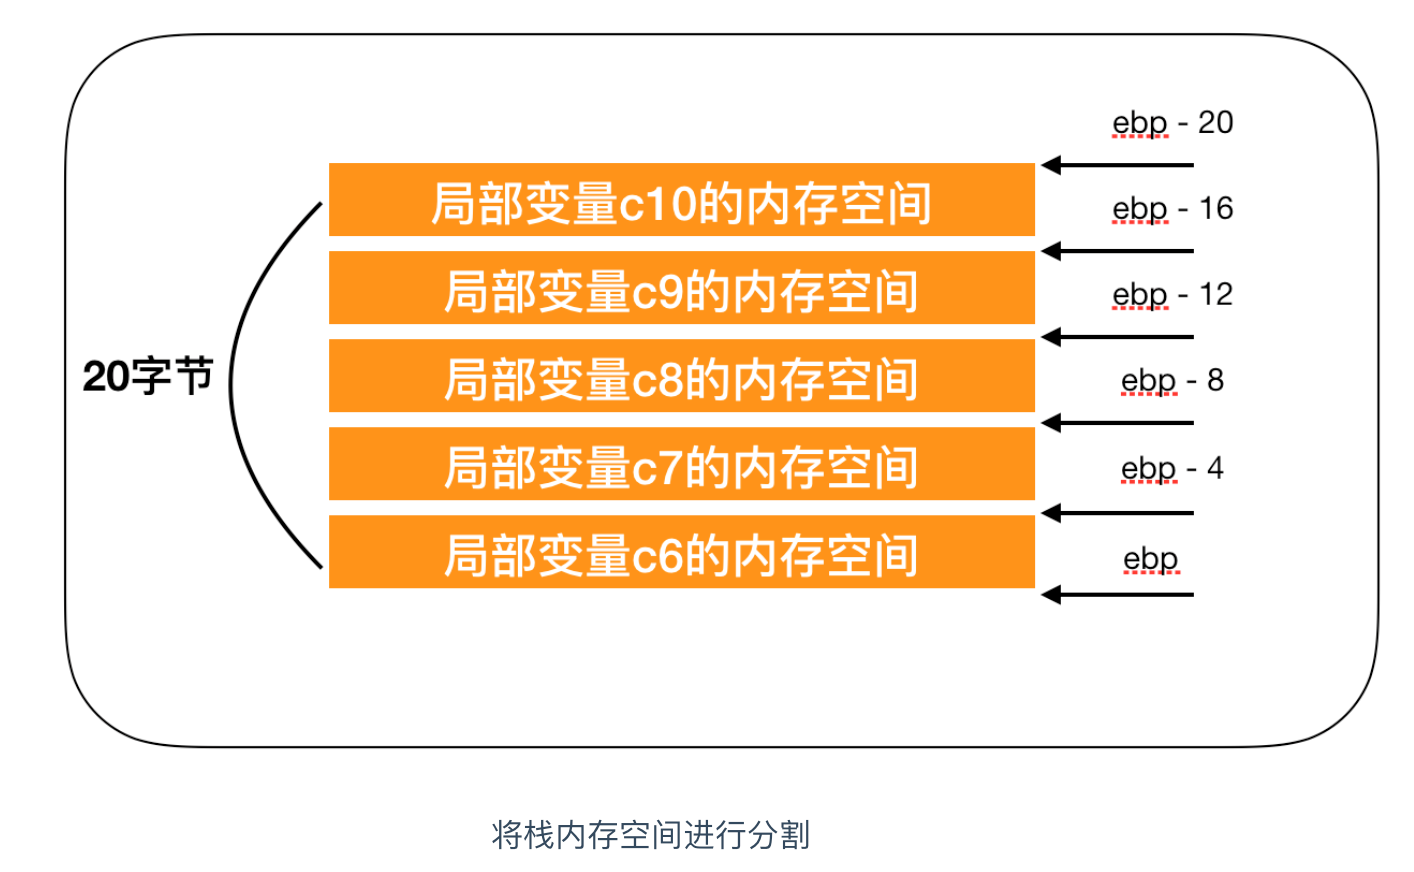 ebp - 20
局部变量c10的内存空间
ebp - 16
局部变量c9的内存空间
ebp - 12
20字节
局部变量c8的内存空间
ebp - 8
局部变量c7的内存空间
ebp - 4
局部变量c6的内存空间
ebp
将栈内存空间进行分割